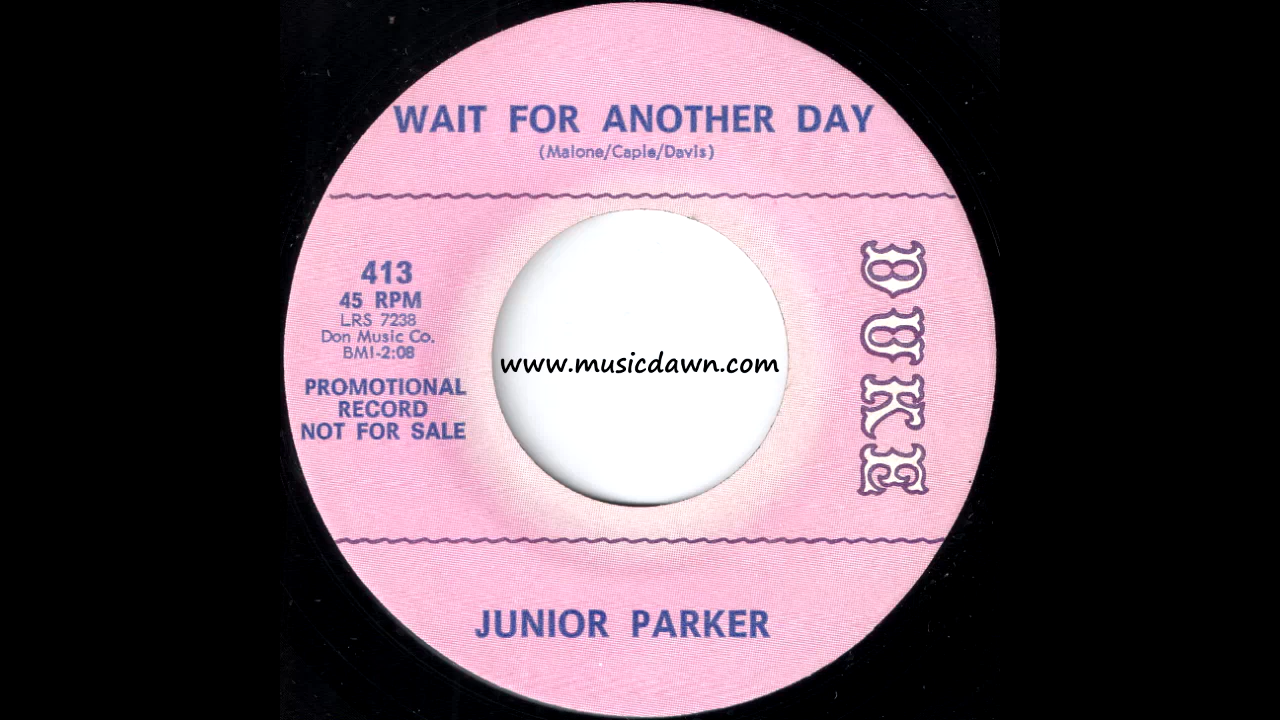 WAIT FOR ANOTHER DAY
(Malone/Caple/Davis)
413
45 RPM
LRS 7238
Don Music Co.
BMI-2:08
PROMOTIONAL
RECORD
NOT FOR SALE
www.musicdawn.com
DUKE
JUNIOR PARKER